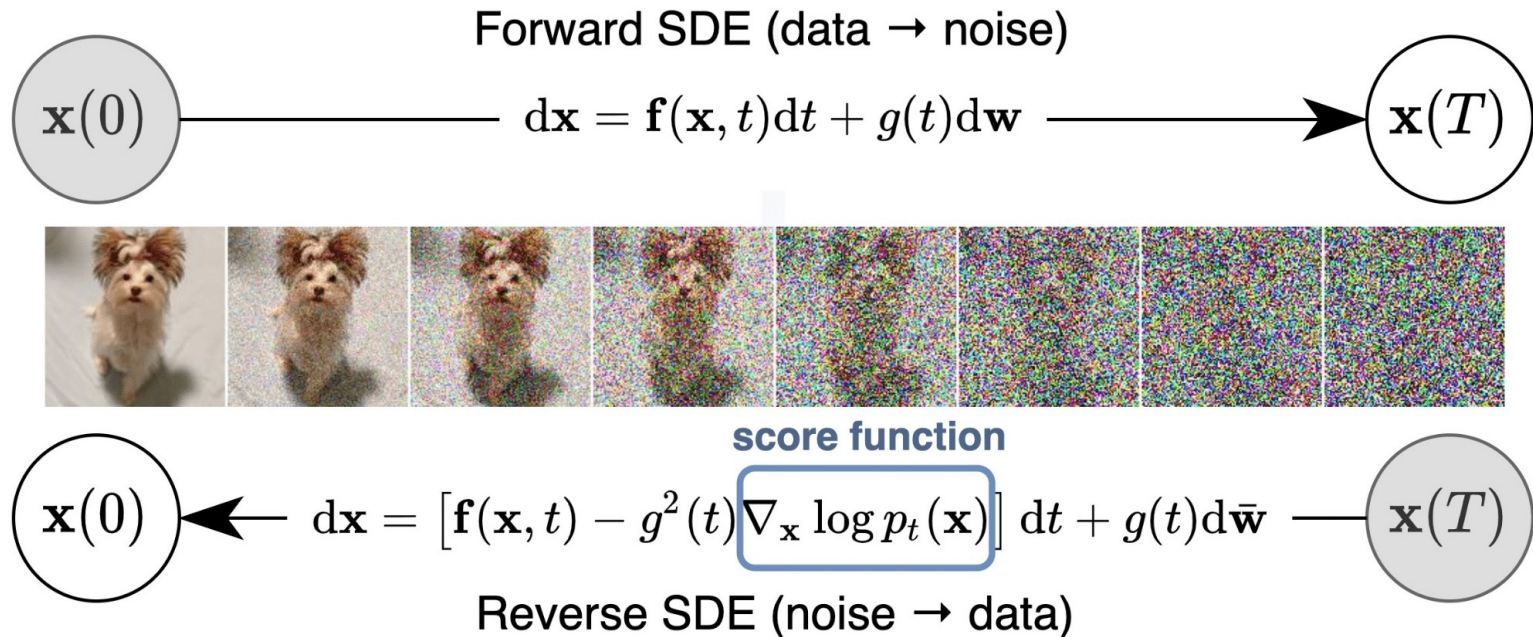 Forward SDE (data → noise)
x(0) dx = f(x, t)dt + g(t)dw x(T)
score function
x(0) dx = [f(x, t) − g²(t)∇ₓ log pₜ(x)] dt + g(t)dw̄ x(T)
Reverse SDE (noise → data)